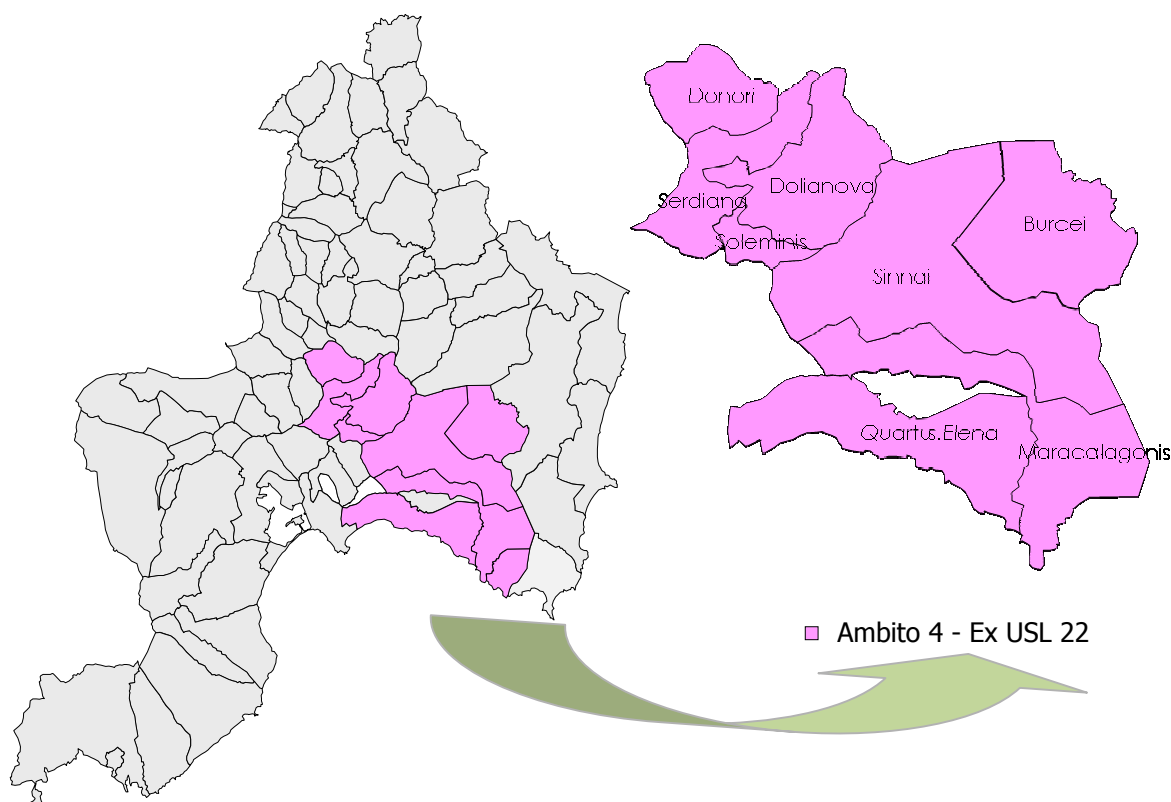 Donori
Dolianova
Serdiana
Burcei
Soleminis
Sinnai
Quartus.Elena
Maracalagonis
Ambito 4 - Ex USL 22